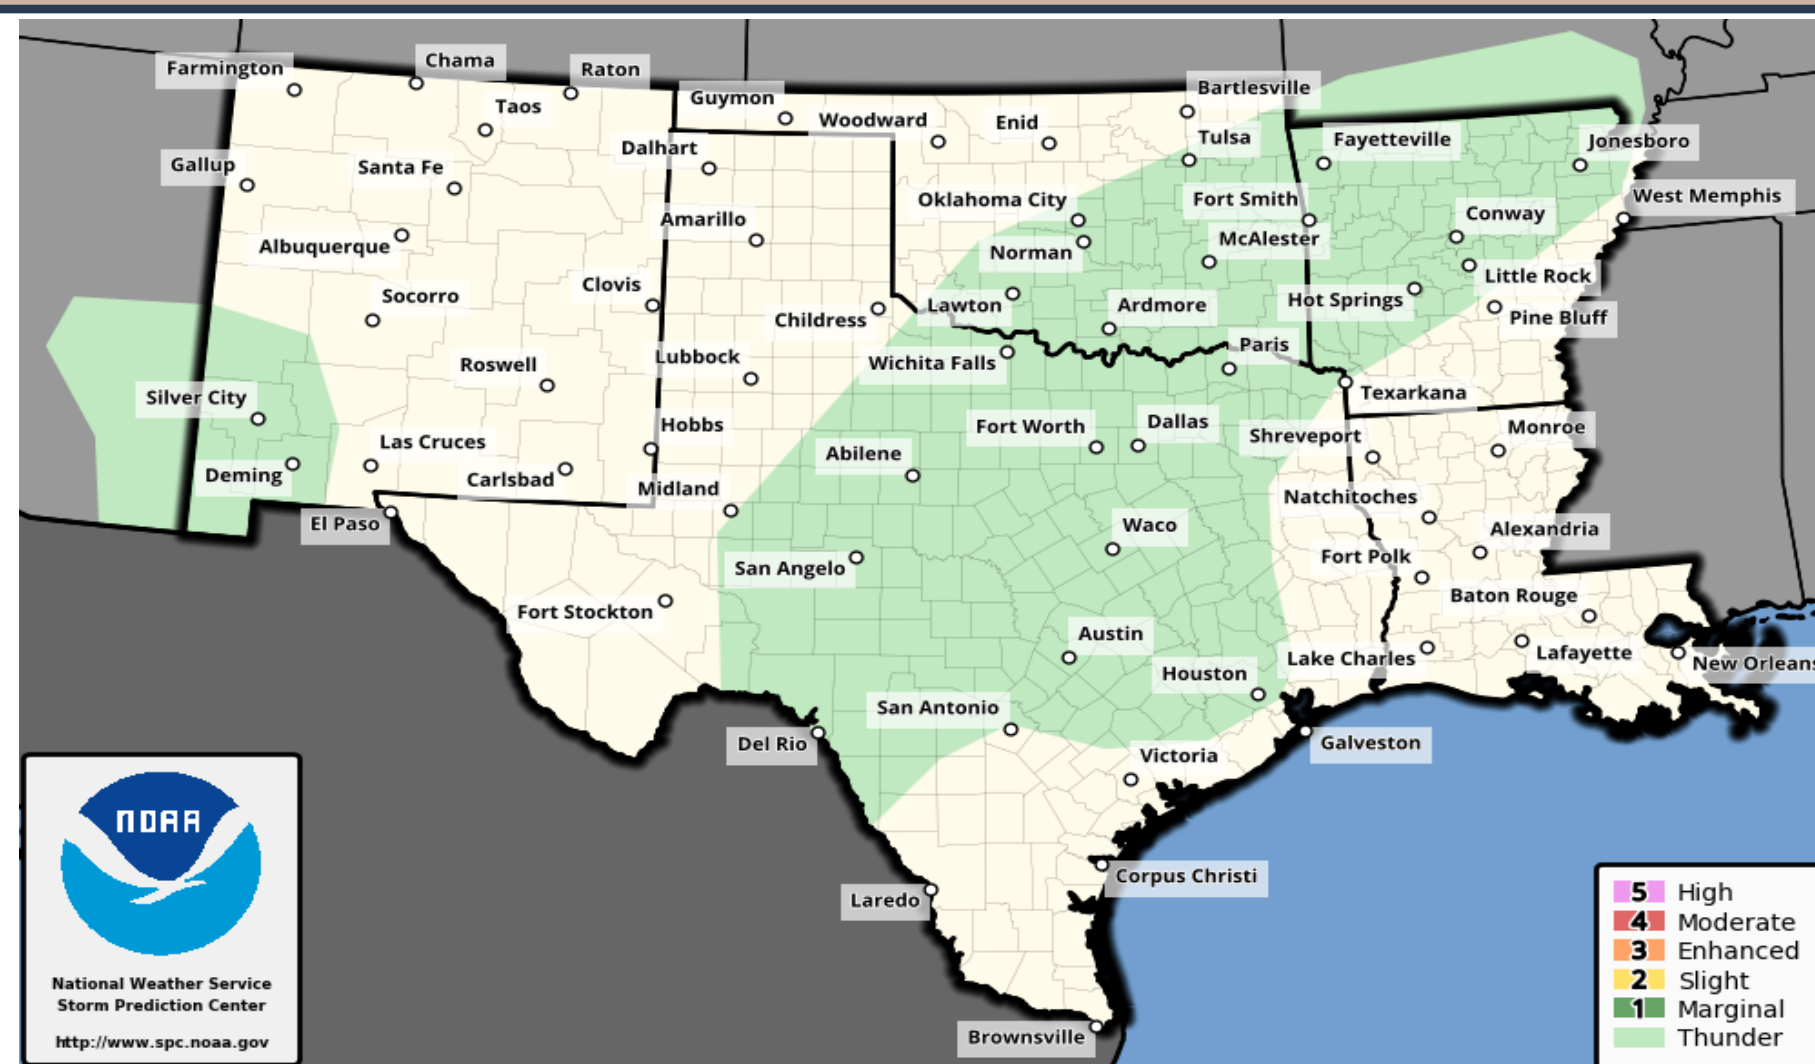 Farmington
Chama
Raton
Taos
Guymon
Woodward
Enid
Bartlesville
Tulsa
Fayetteville
Jonesboro
Gallup
Santa Fe
Dalhart
Oklahoma City
Fort Smith
West Memphis
Conway
Amarillo
Albuquerque
Norman
McAlester
Little Rock
Clovis
Socorro
Hot Springs
Childress
Lawton
Ardmore
Pine Bluff
Roswell
Lubbock
Wichita Falls
Paris
Silver City
Texarkana
Hobbs
Fort Worth
Dallas
Shreveport
Monroe
Las Cruces
Abilene
Deming
Carlsbad
Midland
Natchitoches
El Paso
Waco
Alexandria
San Angelo
Fort Polk
Baton Rouge
Fort Stockton
Austin
Lake Charles
Lafayette
New Orleans
Houston
San Antonio
Del Rio
Victoria
Galveston
Laredo
Corpus Christi
Brownsville
NOAA
National Weather Service
Storm Prediction Center
http://www.spc.noaa.gov
5 High
4 Moderate
3 Enhanced
2 Slight
1 Marginal
Thunder